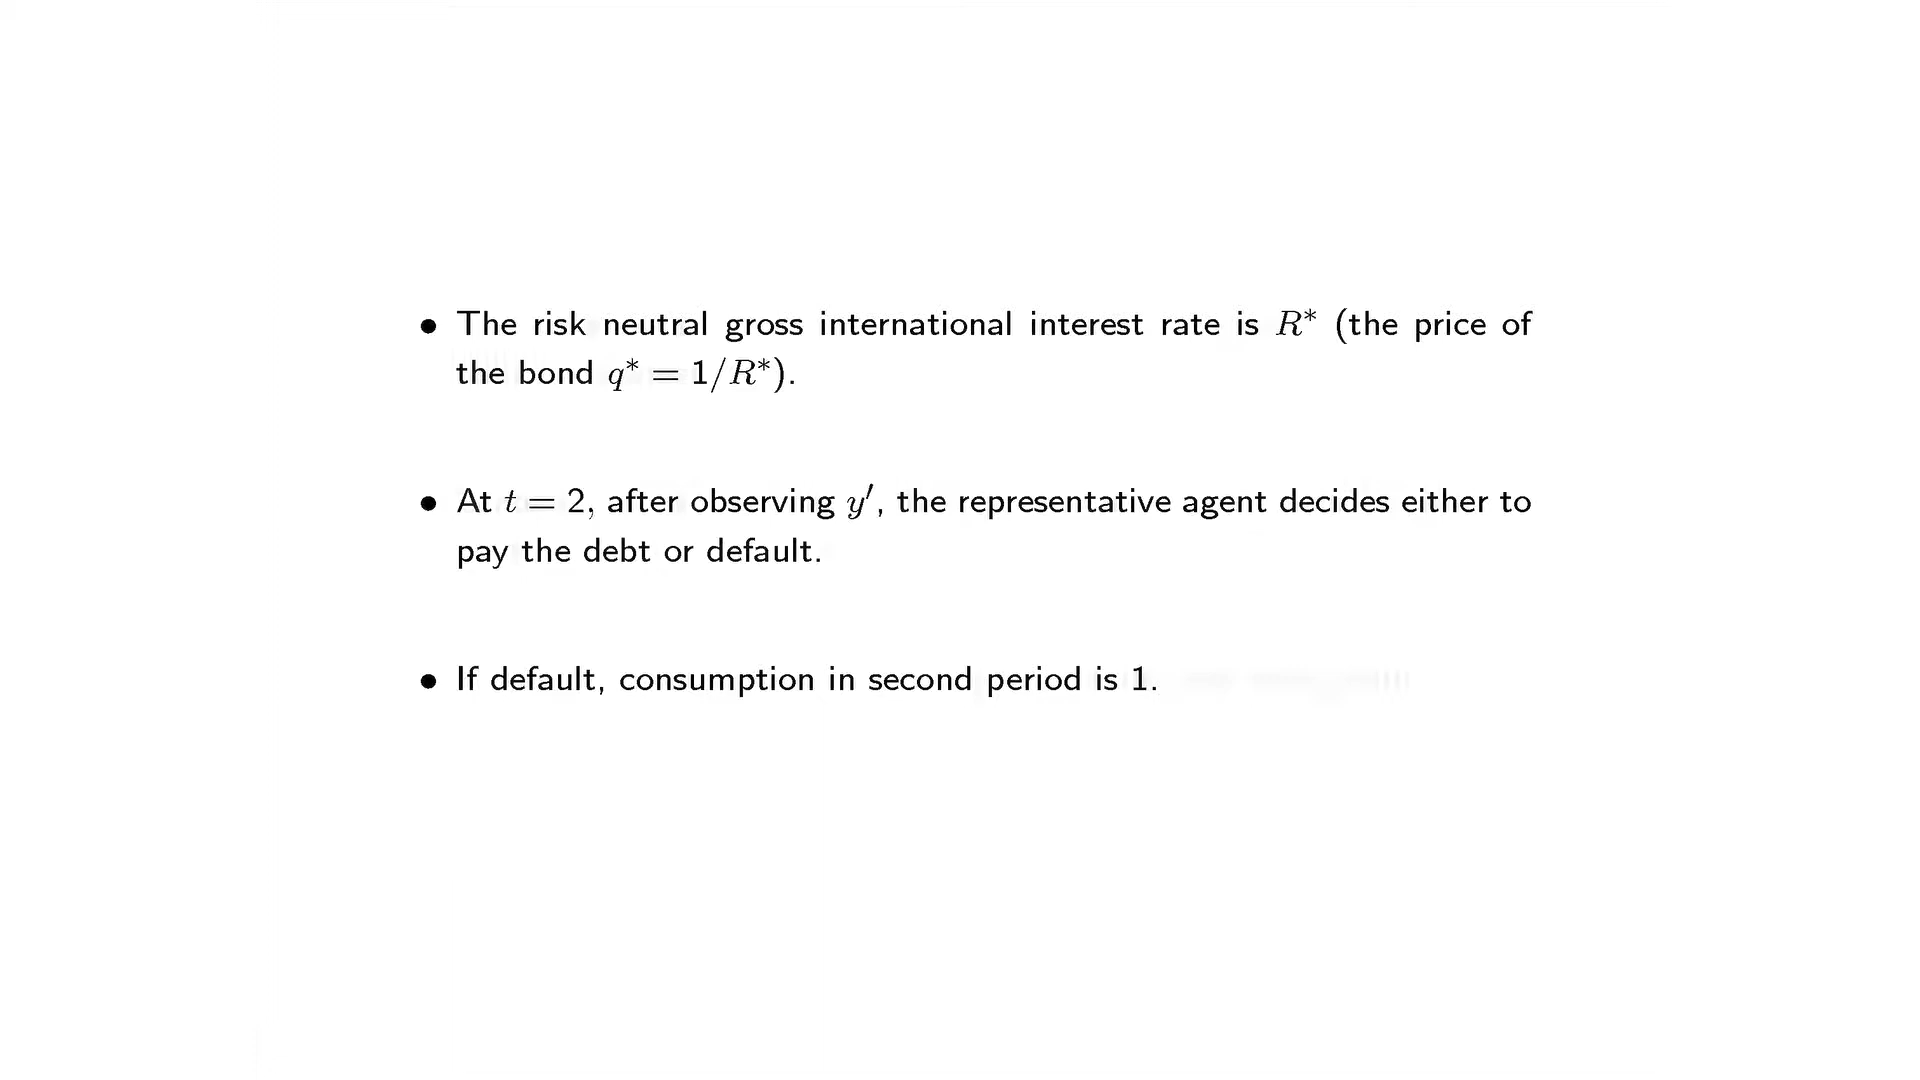 • The risk neutral gross international interest rate is R* (the price of
the bond q* = 1/R*).
• At t = 2, after observing y′, the representative agent decides either to
pay the debt or default.
• If default, consumption in second period is 1.